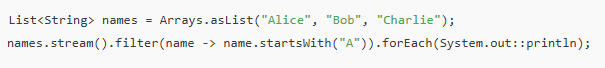 List<String> names = Arrays.asList("Alice", "Bob", "Charlie");
names.stream().filter(name -> name.startsWith("A")).forEach(System.out::println);